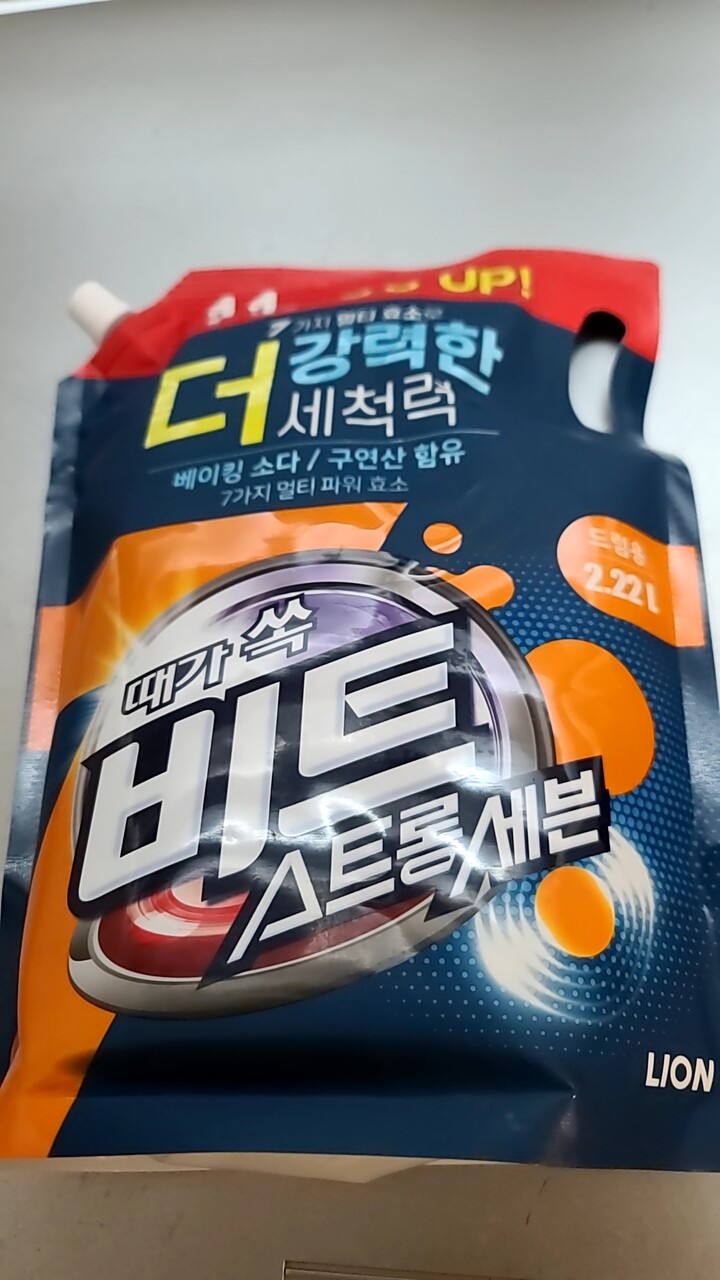 UP!
7가지 멀티 효소로
더 강력한
세척력
베이킹 소다 / 구연산 함유
7가지 멀티 파워 효소
드럼용
2.22L
때가 쏙
비트
스트롱세븐
LION